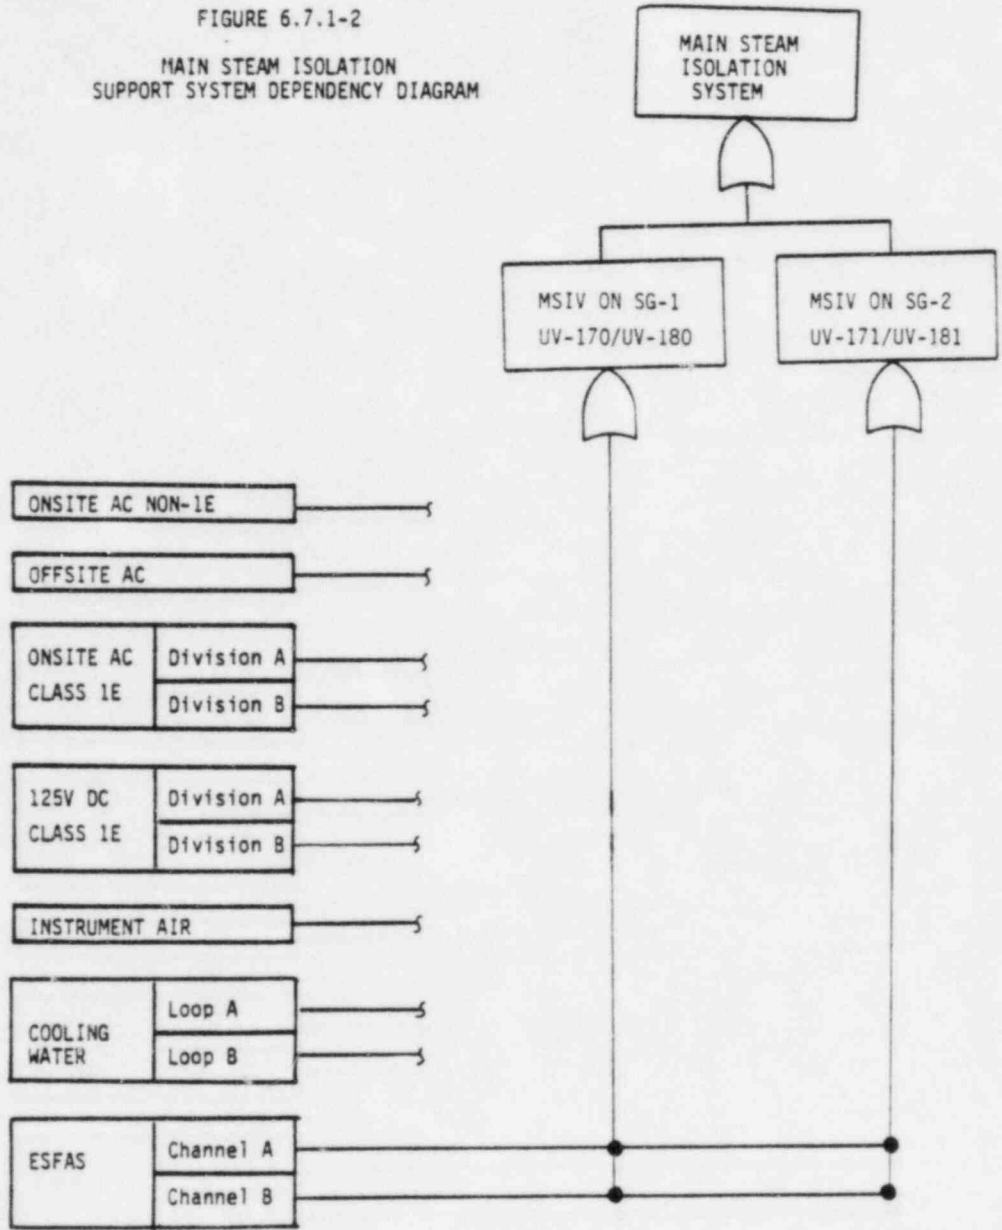 FIGURE 6.7.1-2
MAIN STEAM ISOLATION
SUPPORT SYSTEM DEPENDENCY DIAGRAM
MAIN STEAM
ISOLATION
SYSTEM
MSIV ON SG-1
UV-170/UV-180
MSIV ON SG-2
UV-171/UV-181
ONSITE AC NON-1E
OFFSITE AC
ONSITE AC
CLASS 1E
Division A
Division B
125V DC
CLASS 1E
Division A
Division B
INSTRUMENT AIR
COOLING
WATER
Loop A
Loop B
ESFAS
Channel A
Channel B